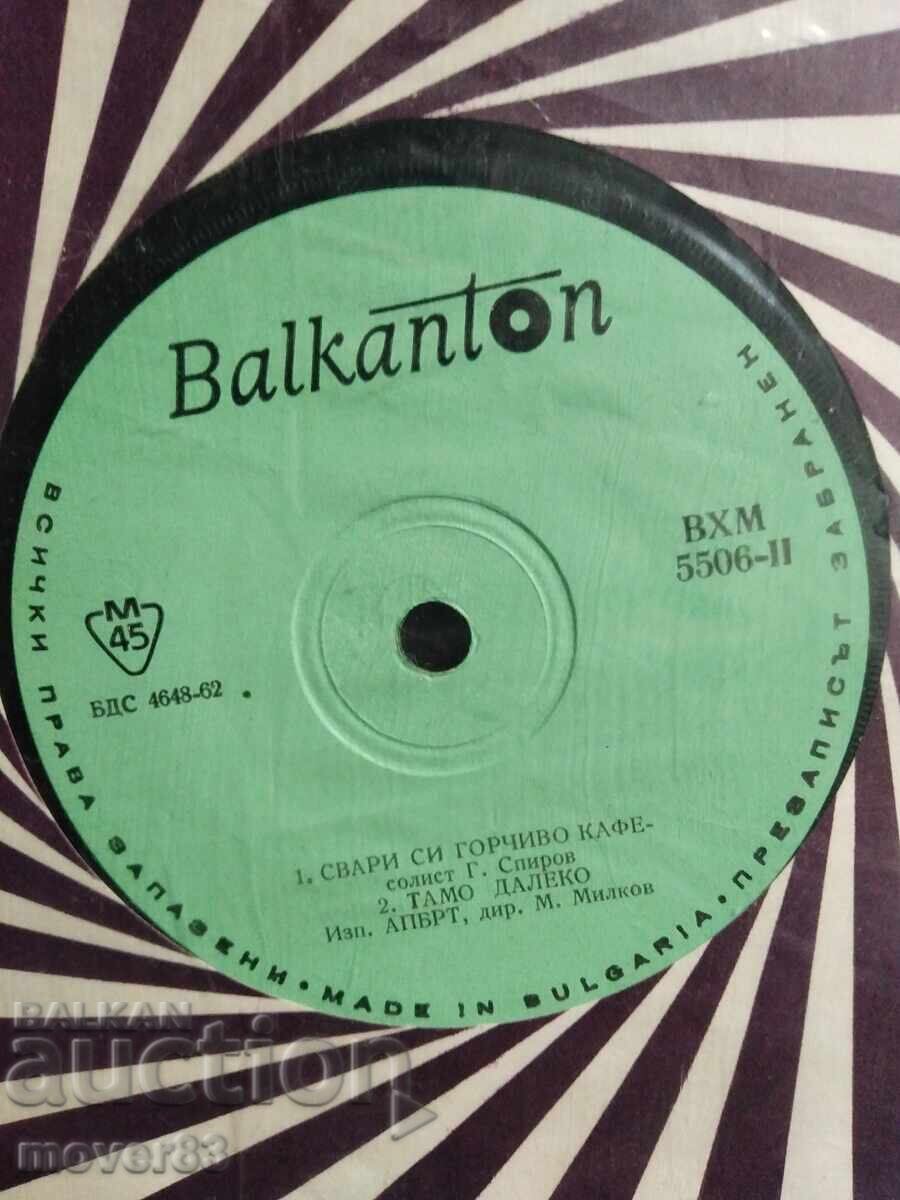 Balkanton
ВХМ
5506-II
М
45
БДС 4648-62
1. СВАРИ СИ ГОРЧИВО КАФЕ-
солист Г. Спиров
2. ТАМО ДАЛЕКО
Изп. АПБРТ, дир. М. Милков
ВСИЧКИ ПРАВА ЗАПАЗЕНИ • MADE IN BULGARIA • ПРЕЗАПИСЪТ ЗАБРАНЕН
BALKAN
auction
mover83